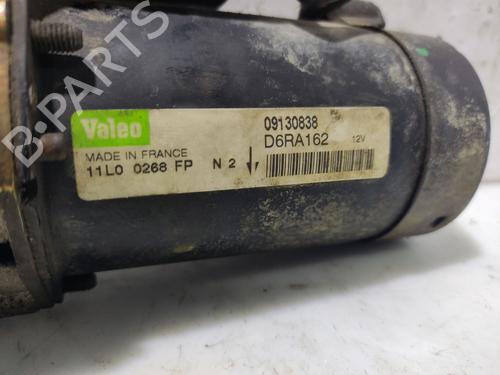 B-PARTS
Valeo
MADE IN FRANCE
11L0 0268 FP N 2
09130838
D6RA162 12V